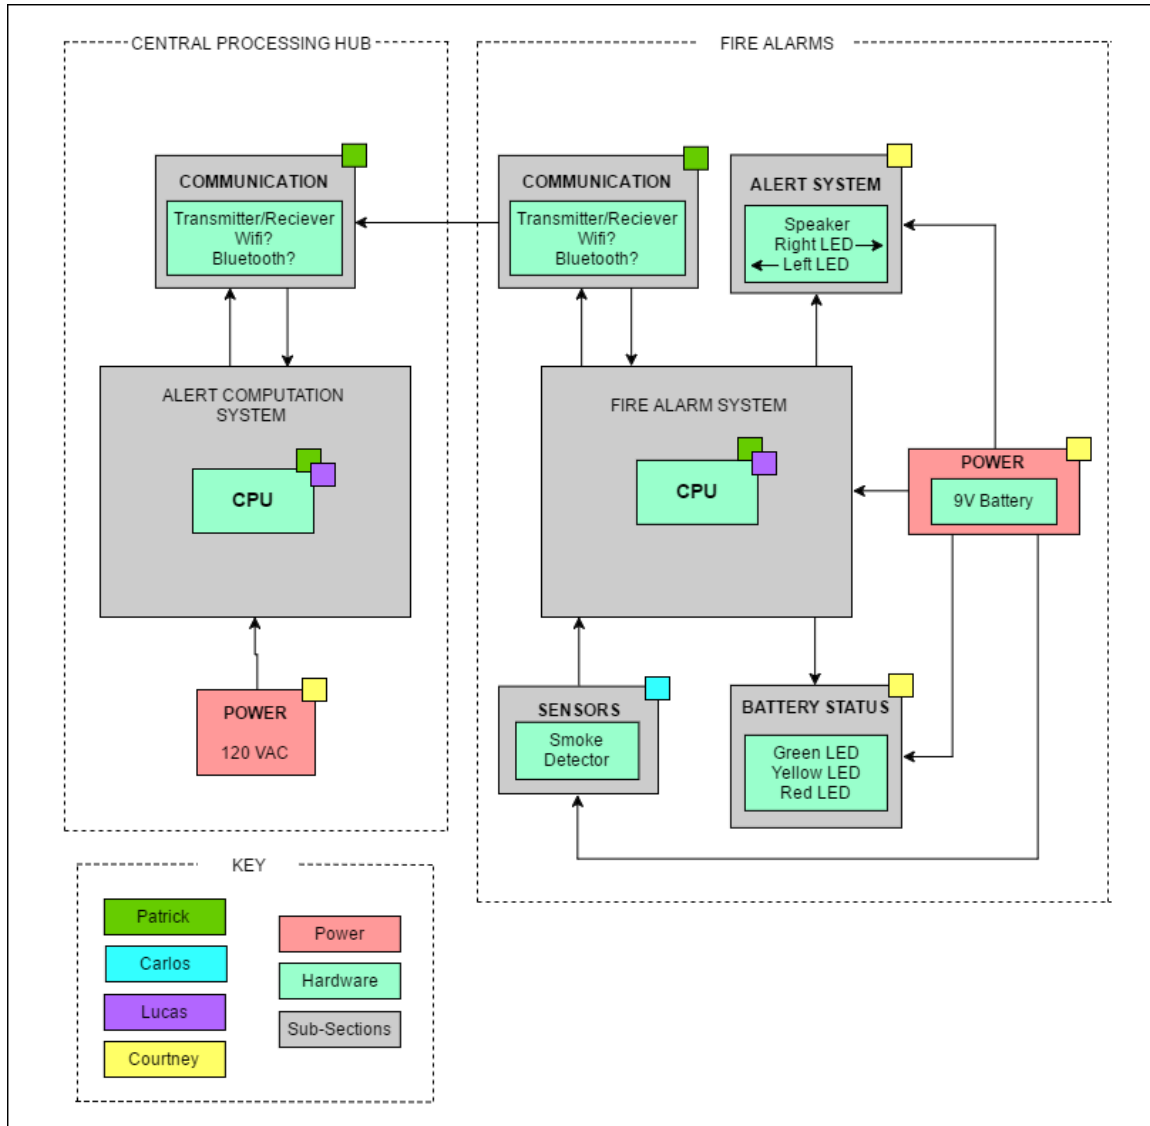 CENTRAL PROCESSING HUB
COMMUNICATION
Transmitter/Reciever
Wifi?
Bluetooth?
ALERT COMPUTATION
SYSTEM
CPU
POWER
120 VAC
FIRE ALARMS
COMMUNICATION
Transmitter/Reciever
Wifi?
Bluetooth?
ALERT SYSTEM
Speaker
Right LED
Left LED
FIRE ALARM SYSTEM
CPU
POWER
9V Battery
SENSORS
Smoke
Detector
BATTERY STATUS
Green LED
Yellow LED
Red LED
KEY
Patrick
Carlos
Lucas
Courtney
Power
Hardware
Sub-Sections